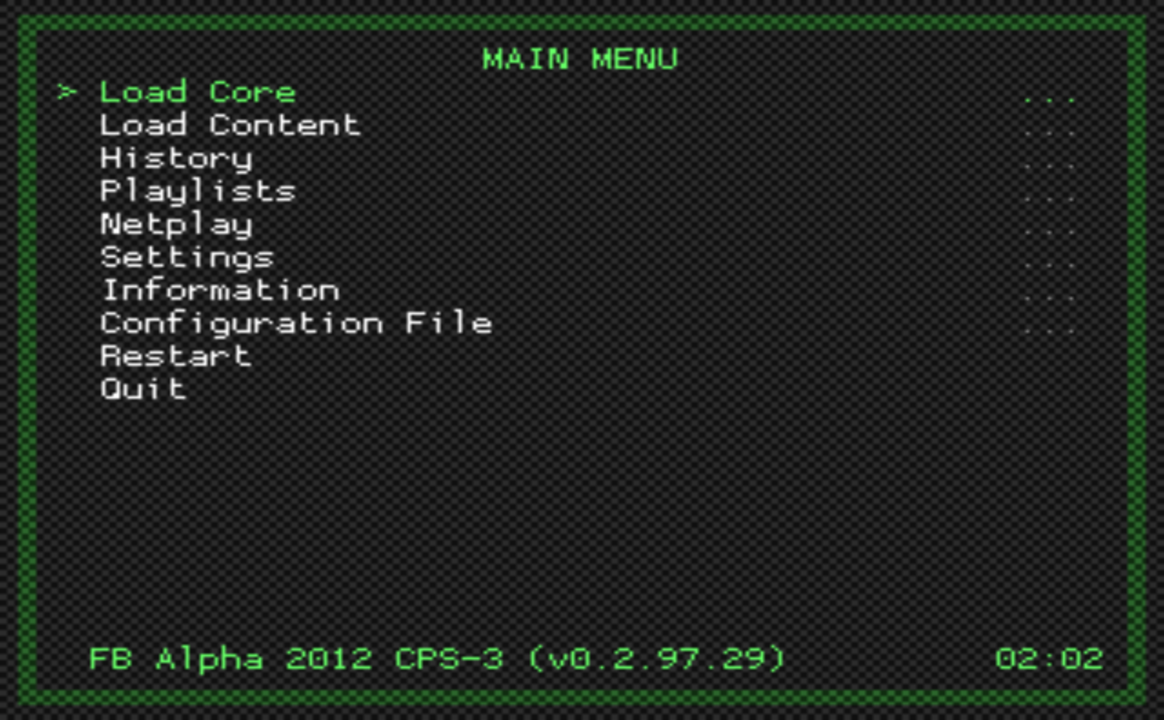 MAIN MENU
> Load Core ...
Load Content ...
History ...
Playlists ...
Netplay ...
Settings ...
Information ...
Configuration File ...
Restart
Quit
FB Alpha 2012 CPS-3 (v0.2.97.29) 02:02